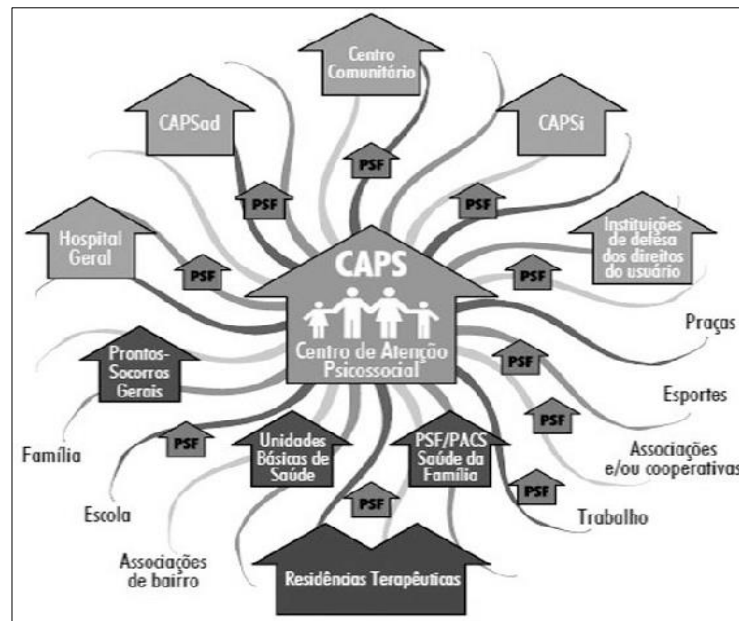 Centro
Comunitário
CAPSad
CAPSi
PSF
PSF
PSF
Hospital
Geral
PSF
CAPS
Centro de Atenção
Psicossocial
PSF
Instituições
de defesa
dos direitos
do usuário
Praças
Prontos-
Socorros
Gerais
PSF
Esportes
Família
PSF
Unidades
Básicas de
Saúde
PSF/PACS
Saúde da
Família
PSF
Associações
e/ou cooperativas
Escola
PSF
PSF
Trabalho
Associações
de bairro
Residências Terapêuticas